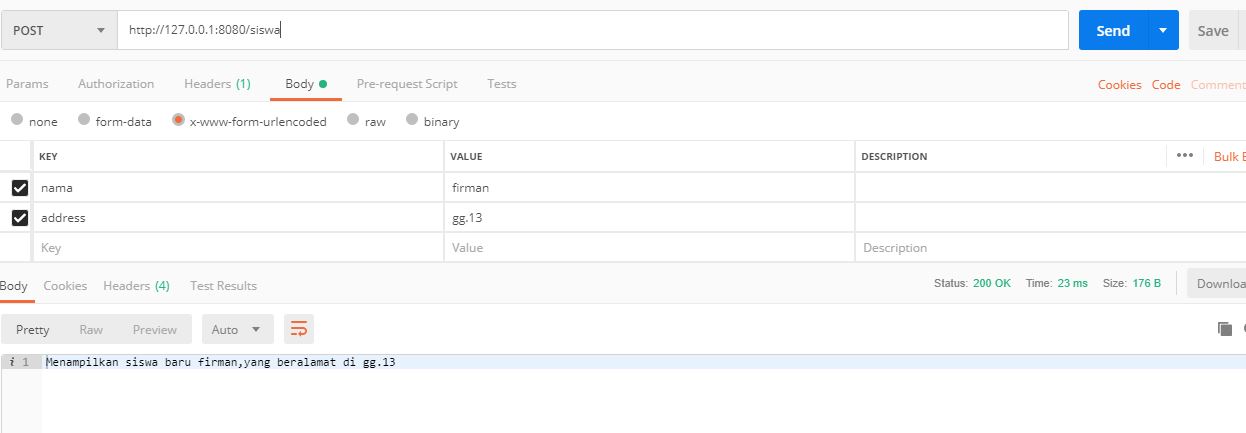 POST http://127.0.0.1:8080/siswa Send Save
Params Authorization Headers (1) Body Pre-request Script Tests Cookies Code Comment
none form-data x-www-form-urlencoded raw binary
KEY VALUE DESCRIPTION ••• Bulk E
nama firman
address gg.13
Key Value Description
Body Cookies Headers (4) Test Results Status: 200 OK Time: 23 ms Size: 176 B Downloa
Pretty Raw Preview Auto
i 1 Menampilkan siswa baru firman,yang beralamat di gg.13